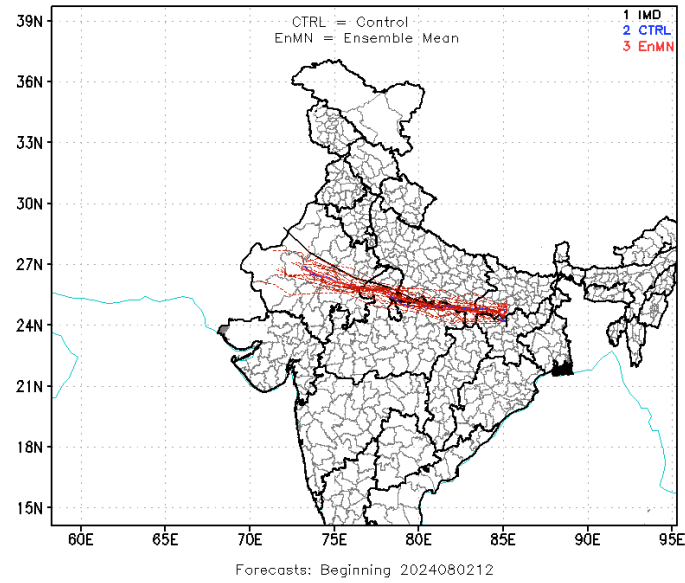 CTRL = Control
EnMN = Ensemble Mean
1 IMD
2 CTRL
3 EnMN
39N
36N
33N
30N
27N
24N
21N
18N
15N
60E
65E
70E
75E
80E
85E
90E
95E
Forecasts: Beginning 2024080212